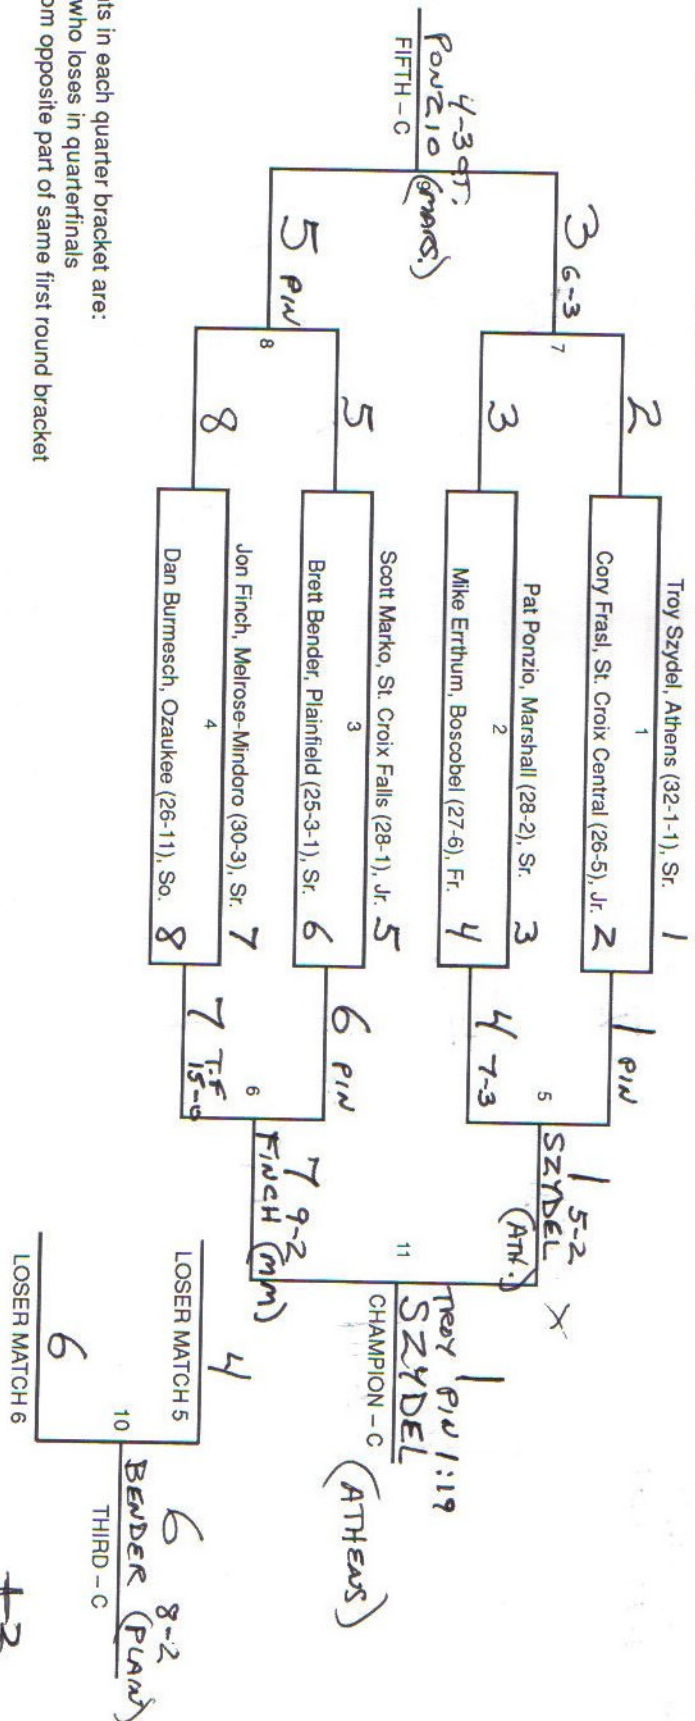 Troy Szydel, Athens (32-1-1), Sr. 1
1
Cory Frasl, St. Croix Central (26-5), Jr. 2
Pat Ponzio, Marshall (28-2), Sr. 3
2
Mike Errthum, Boscobel (27-6), Fr. 4
Scott Marko, St. Croix Falls (28-1), Jr. 5
3
Brett Bender, Plainfield (25-3-1), Sr. 6
Jon Finch, Melrose-Mindoro (30-3), Sr. 7
4
Dan Burmesch, Ozaukee (26-11), So. 8
2
3
5
8
7
3 6-3
8
5 PIN
4-3 OT.
PONZIO (MARS.)
FIFTH – C
1 PIN
4 7-3
6 PIN
7 T.F
15-0
5
1 5-2
SZYDEL
(ATH.)
X
6
7 9-2
FINCH (MM)
11
1
TROY PIN 1:19
SZYDEL
CHAMPION – C
(ATHENS)
4
LOSER MATCH 5
6
LOSER MATCH 6
10
6 8-2
BENDER (PLAIN)
THIRD – C
nts in each quarter bracket are:
who loses in quarterfinals
om opposite part of same first round bracket